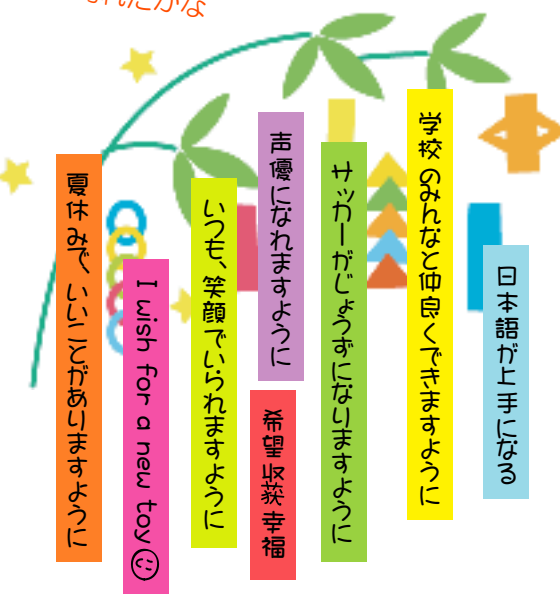 れたかな
日本語が上手になる
学校のみんなと仲良くできますように
サッカーがじょうずになりますように
声優になれますように
希望 収获 幸福
いつも、笑顔でいられますように
I wish for a new toy☺
夏休みで、いいことがありますように